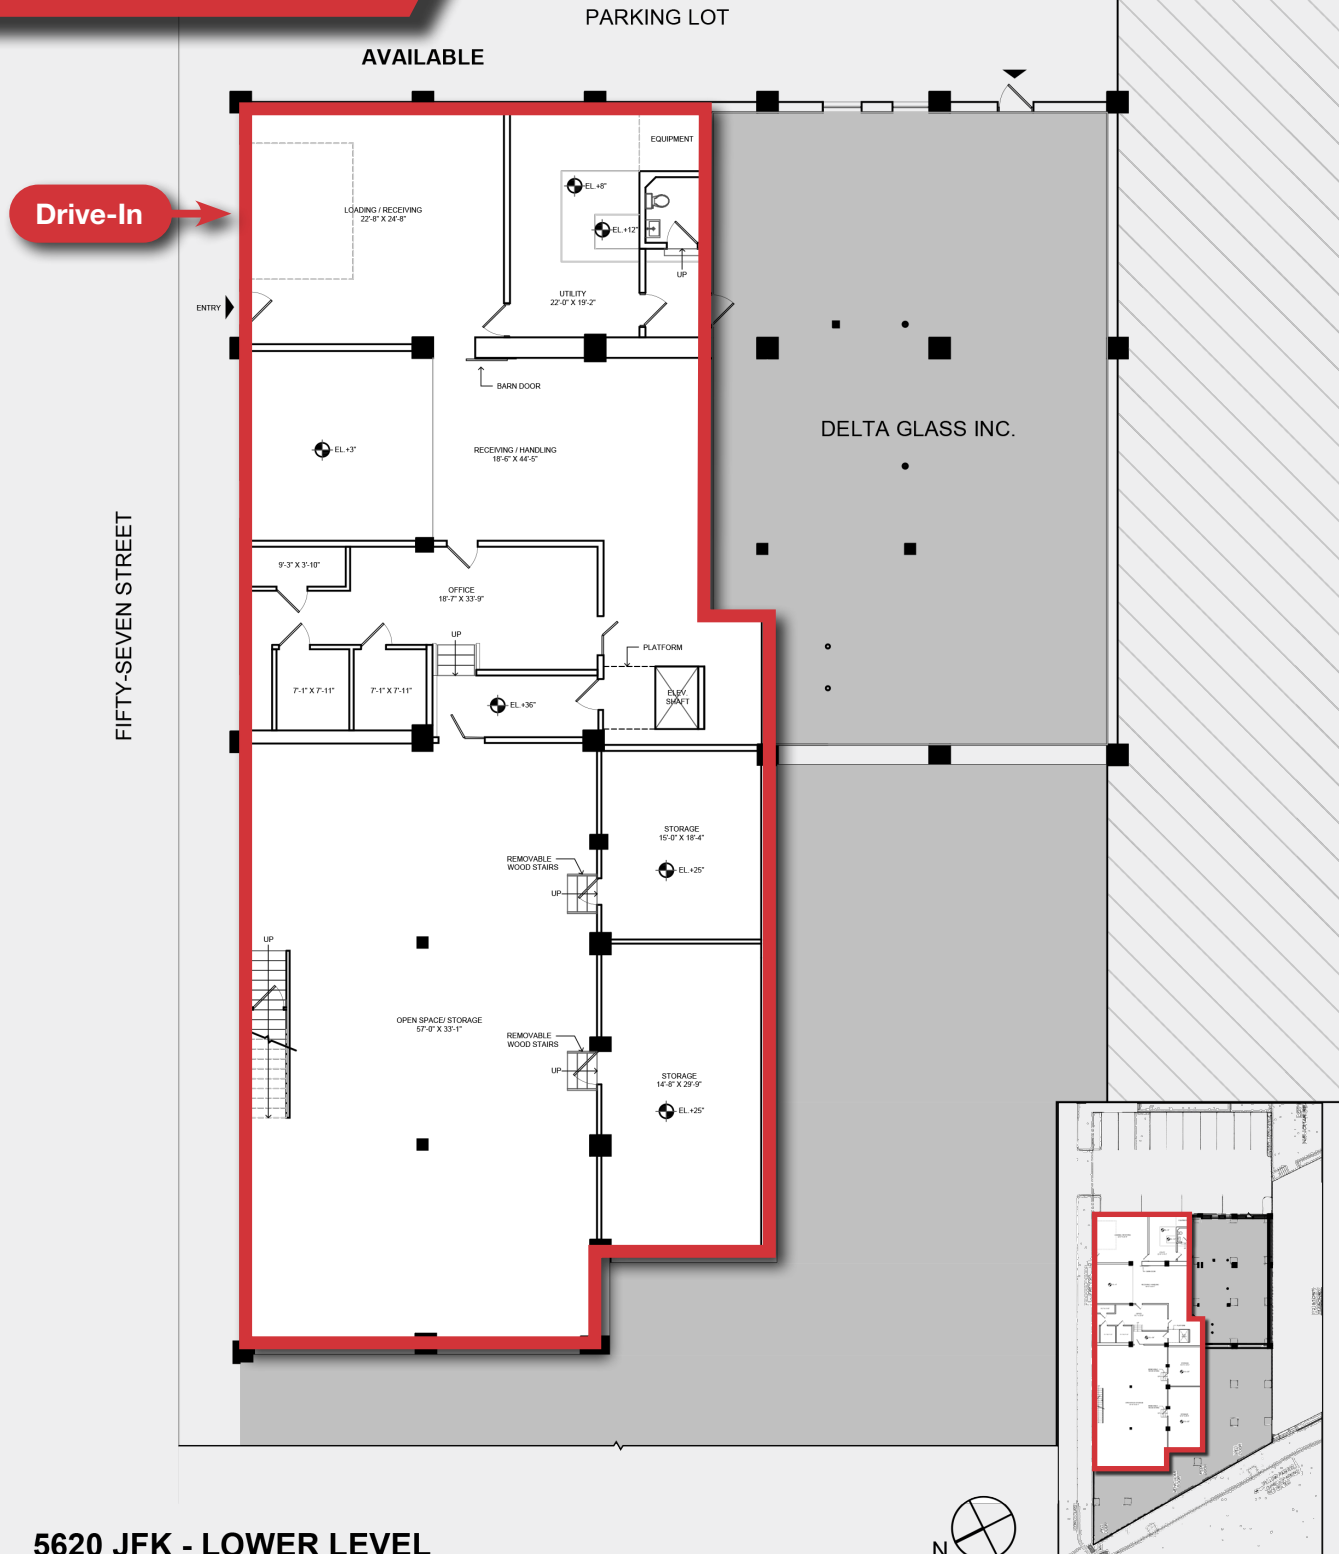 PARKING LOT
AVAILABLE
EQUIPMENT
EL.+8"
Drive-In
LOADING / RECEIVING
22'-8" X 24'-8"
EL.+12"
UP
UTILITY
22'-0" X 19'-2"
ENTRY
BARN DOOR
DELTA GLASS INC.
EL.+3"
RECEIVING / HANDLING
18'-6" X 44'-5"
FIFTY-SEVEN STREET
9'-3" X 3'-10"
OFFICE
18'-7" X 33'-9"
UP
PLATFORM
7'-1" X 7'-11"
7'-1" X 7'-11"
ELEV.
SHAFT
EL.+36"
STORAGE
15'-0" X 18'-4"
REMOVABLE
WOOD STAIRS
EL.+25"
UP
UP
OPEN SPACE/ STORAGE
57'-0" X 33'-1"
REMOVABLE
WOOD STAIRS
UP
STORAGE
14'-8" X 29'-9"
EL.+25"
N
5620 JFK - LOWER LEVEL